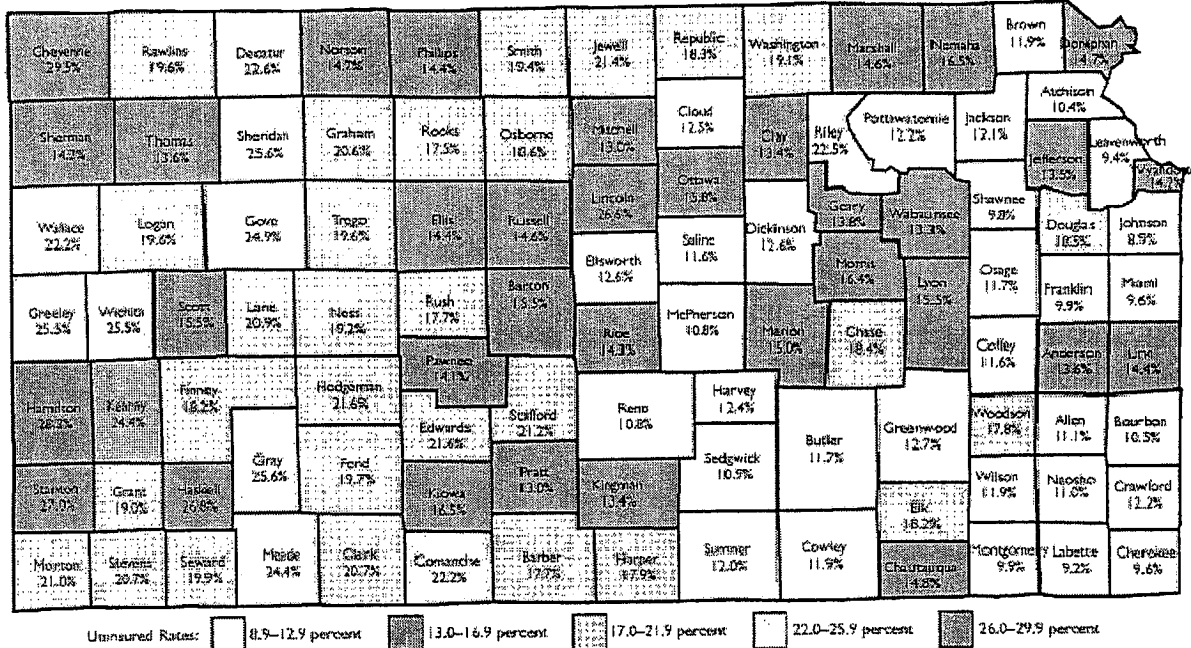 Cheyenne
29.5%
Rawlins
19.6%
Decatur
22.6%
Norton
14.7%
Phillips
14.4%
Smith
19.4%
Jewell
21.4%
Republic
18.3%
Washington
19.1%
Marshall
14.6%
Nemaha
16.5%
Brown
11.9%
Doniphan
14.7%
Atchison
10.4%
Sherman
Thomas
13.6%
Sheridan
25.6%
Graham
20.6%
Rooks
17.5%
Osborne
18.6%
Mitchell
13.0%
Cloud
12.5%
Clay
13.4%
Riley
22.5%
Pottawatomie
12.2%
Jackson
12.1%
Jefferson
13.5%
Leavenworth
9.4%
Wyandotte
Lincoln
26.6%
Ottawa
15.8%
Wallace
22.2%
Logan
19.6%
Gove
24.9%
Trego
19.6%
Ellis
14.4%
Russell
14.6%
Ellsworth
12.6%
Saline
11.6%
Dickinson
12.6%
Geary
13.8%
Wabaunsee
13.3%
Shawnee
9.8%
Douglas
18.5%
Johnson
8.9%
Morris
16.4%
Lyon
15.5%
Osage
11.7%
Franklin
9.9%
Miami
9.6%
Greeley
25.5%
Wichita
25.5%
Scott
15.5%
Lane
20.9%
Ness
19.2%
Rush
17.7%
Barton
15.5%
Rice
14.3%
McPherson
10.8%
Marion
15.0%
Chase
18.4%
Coffey
11.6%
Anderson
13.6%
Linn
14.4%
Hamilton
28.3%
Kearny
24.4%
Finney
18.2%
Hodgeman
21.6%
Pawnee
14.1%
Edwards
21.6%
Stafford
21.2%
Reno
10.8%
Harvey
12.4%
Butler
11.7%
Greenwood
12.7%
Woodson
17.8%
Allen
11.1%
Bourbon
10.5%
Stanton
27.0%
Grant
19.0%
Haskell
26.8%
Gray
25.6%
Ford
19.7%
Kiowa
16.5%
Pratt
13.0%
Kingman
13.4%
Sedgwick
10.9%
Elk
18.2%
Wilson
11.9%
Neosho
11.0%
Crawford
12.2%
Morton
21.0%
Stevens
20.7%
Seward
19.9%
Meade
24.4%
Clark
20.7%
Comanche
22.2%
Barber
17.7%
Harper
17.9%
Sumner
12.0%
Cowley
11.9%
Chautauqua
14.8%
Montgomery
9.9%
Labette
9.2%
Cherokee
9.6%
Uninsured Rates: 8.9–12.9 percent 13.0–16.9 percent 17.0–21.9 percent 22.0–25.9 percent 26.0–29.9 percent